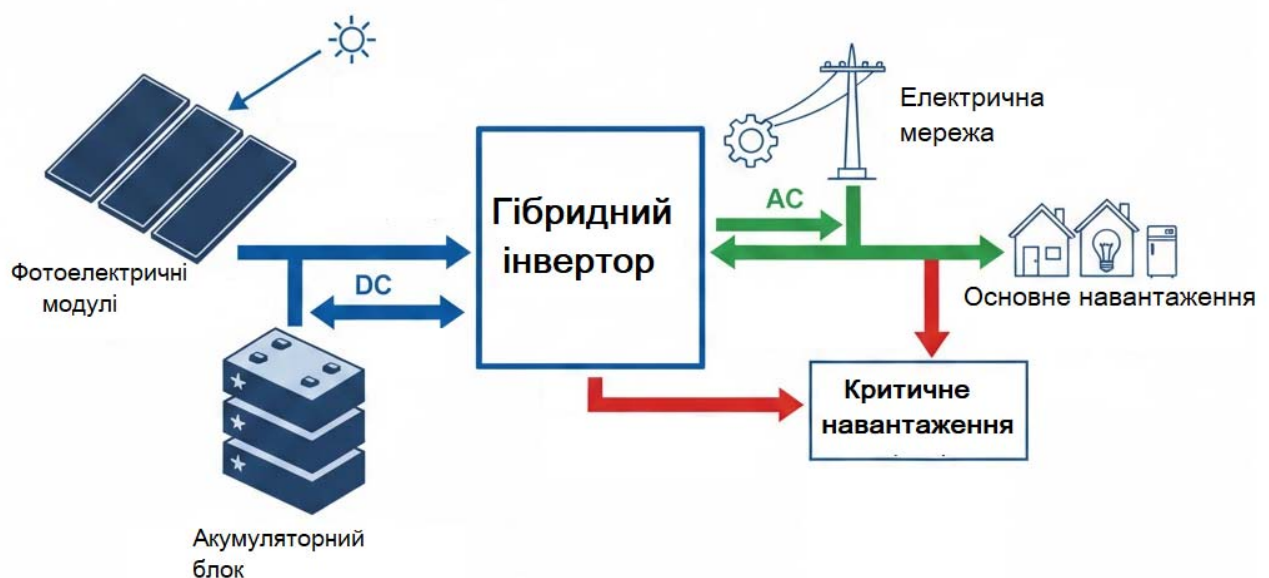 Електрична
мережа
AC
Гібридний
інвертор
Фотоелектричні
модулі
DC
Основне навантаження
Критичне
навантаження
Акумуляторний
блок